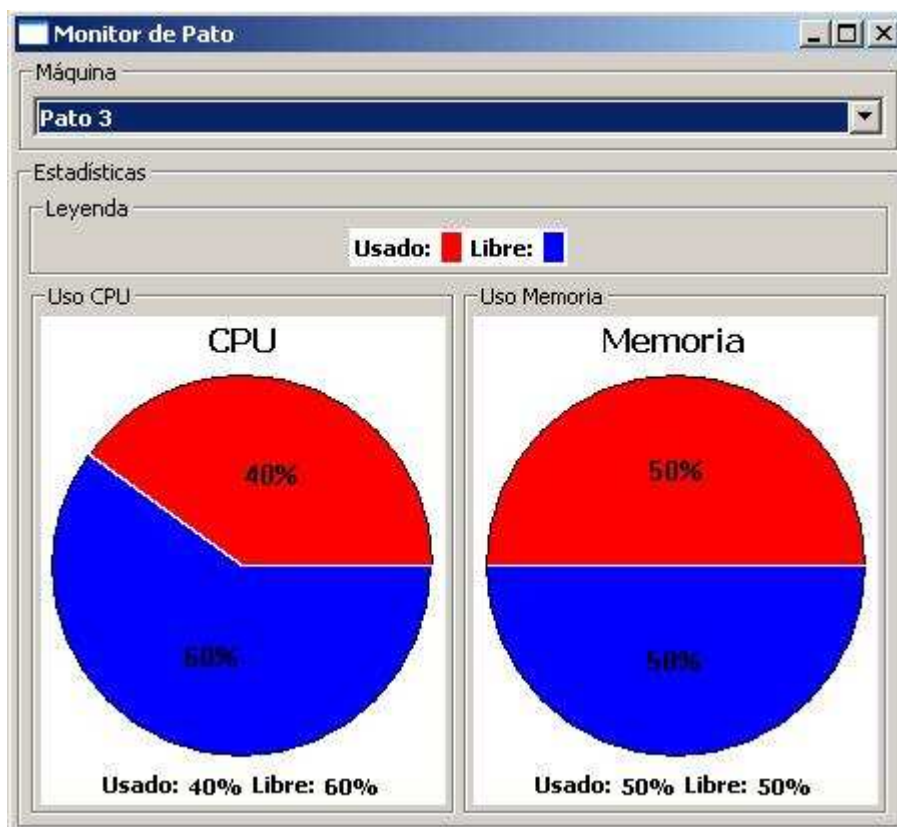 Monitor de Pato
Máquina
Pato 3
Estadísticas
Leyenda
Usado: Libre:
Uso CPU
CPU
40%
60%
Usado: 40% Libre: 60%
Uso Memoria
Memoria
50%
50%
Usado: 50% Libre: 50%